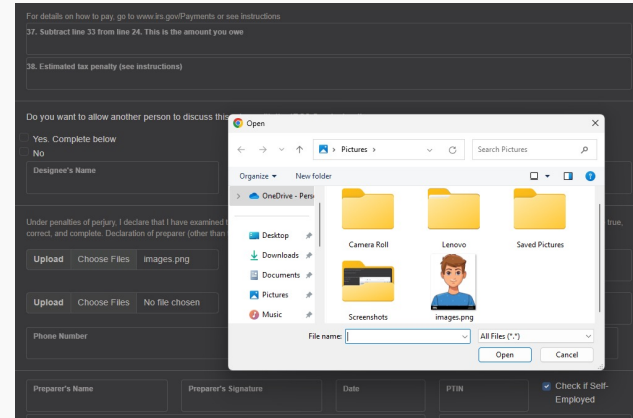 For details on how to pay, go to www.irs.gov/Payments or see instructions
37. Subtract line 33 from line 24. This is the amount you owe
38. Estimated tax penalty (see instructions)
Do you want to allow another person to discuss this
Yes. Complete below
No
Designee's Name
Under penalties of perjury, I declare that I have examined
true,
correct, and complete. Declaration of preparer (other than
Upload Choose Files images.png
Upload Choose Files No file chosen
Phone Number
Preparer's Name Preparer's Signature Date PTIN Check if Self-Employed
Open
Pictures
Search Pictures
Organize New folder
OneDrive - Pers
Desktop
Downloads
Documents
Pictures
Music
Camera Roll Lenovo Saved Pictures
Screenshots images.png
File name: All Files (*.*)
Open Cancel